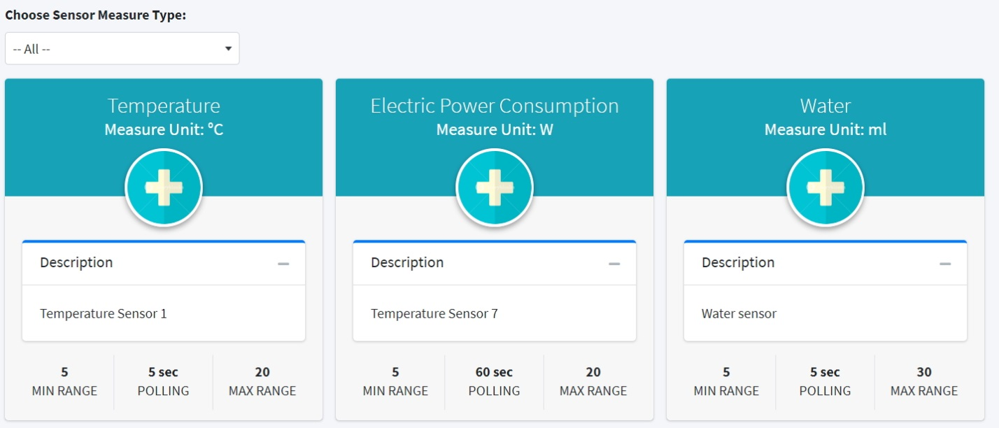 Choose Sensor Measure Type:
-- All --
Temperature
Measure Unit: °C
Description
Temperature Sensor 1
5
MIN RANGE
5 sec
POLLING
20
MAX RANGE
Electric Power Consumption
Measure Unit: W
Description
Temperature Sensor 7
5
MIN RANGE
60 sec
POLLING
20
MAX RANGE
Water
Measure Unit: ml
Description
Water sensor
5
MIN RANGE
5 sec
POLLING
30
MAX RANGE